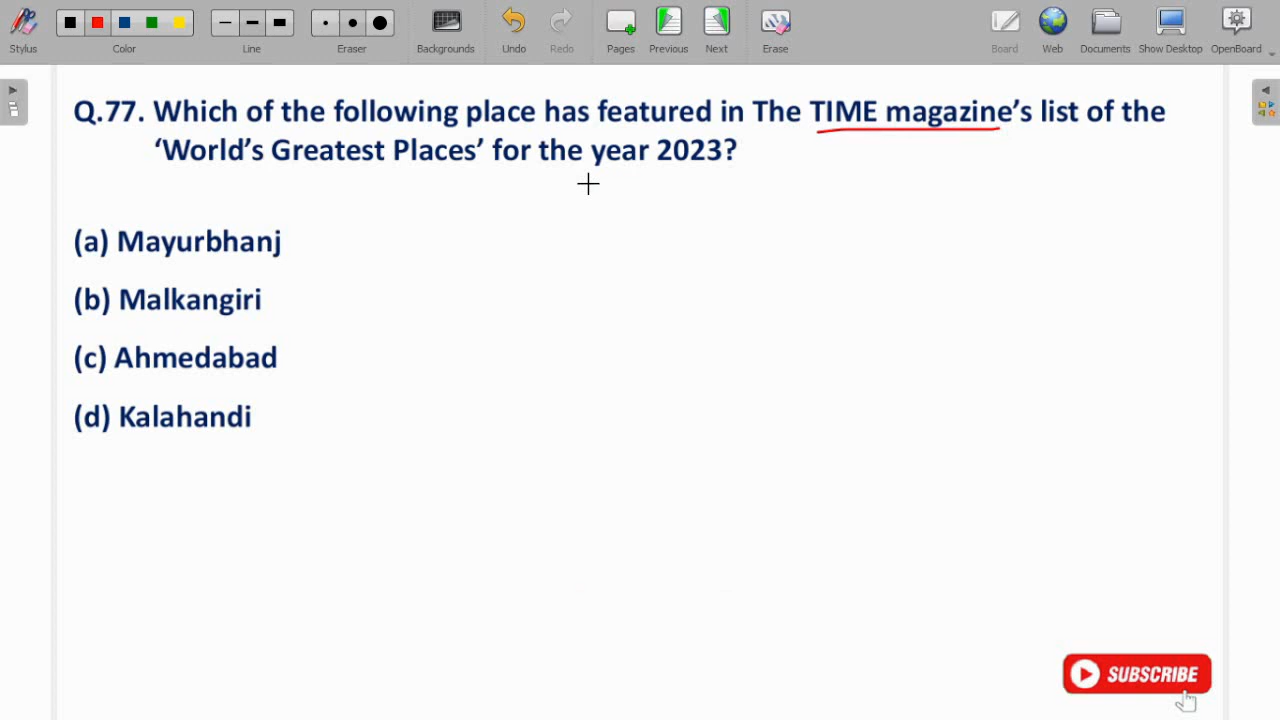 Stylus Color Line Eraser Backgrounds Undo Redo Pages Previous Next Erase Board Web Documents Show Desktop OpenBoard
Q.77. Which of the following place has featured in The TIME magazine’s list of the
‘World’s Greatest Places’ for the year 2023?
(a) Mayurbhanj
(b) Malkangiri
(c) Ahmedabad
(d) Kalahandi
SUBSCRIBE